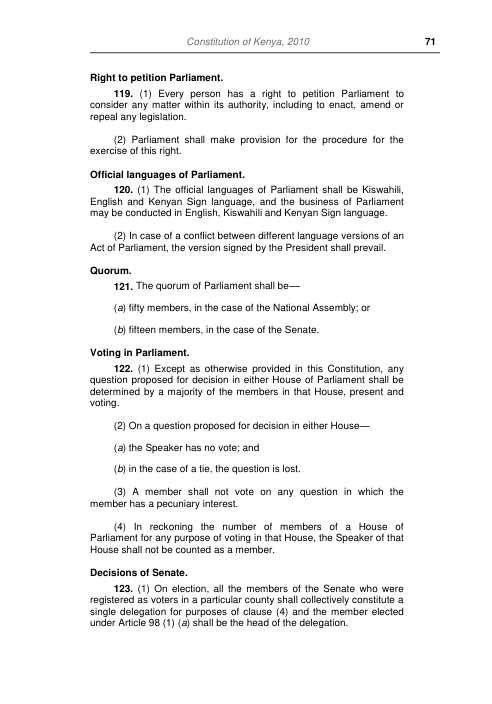 Constitution of Kenya, 2010 71
Right to petition Parliament.
119. (1) Every person has a right to petition Parliament to
consider any matter within its authority, including to enact, amend or
repeal any legislation.
(2) Parliament shall make provision for the procedure for the
exercise of this right.
Official languages of Parliament.
120. (1) The official languages of Parliament shall be Kiswahili,
English and Kenyan Sign language, and the business of Parliament
may be conducted in English, Kiswahili and Kenyan Sign language.
(2) In case of a conflict between different language versions of an
Act of Parliament, the version signed by the President shall prevail.
Quorum.
121. The quorum of Parliament shall be—
(a) fifty members, in the case of the National Assembly; or
(b) fifteen members, in the case of the Senate.
Voting in Parliament.
122. (1) Except as otherwise provided in this Constitution, any
question proposed for decision in either House of Parliament shall be
determined by a majority of the members in that House, present and
voting.
(2) On a question proposed for decision in either House—
(a) the Speaker has no vote; and
(b) in the case of a tie, the question is lost.
(3) A member shall not vote on any question in which the
member has a pecuniary interest.
(4) In reckoning the number of members of a House of
Parliament for any purpose of voting in that House, the Speaker of that
House shall not be counted as a member.
Decisions of Senate.
123. (1) On election, all the members of the Senate who were
registered as voters in a particular county shall collectively constitute a
single delegation for purposes of clause (4) and the member elected
under Article 98 (1) (a) shall be the head of the delegation.